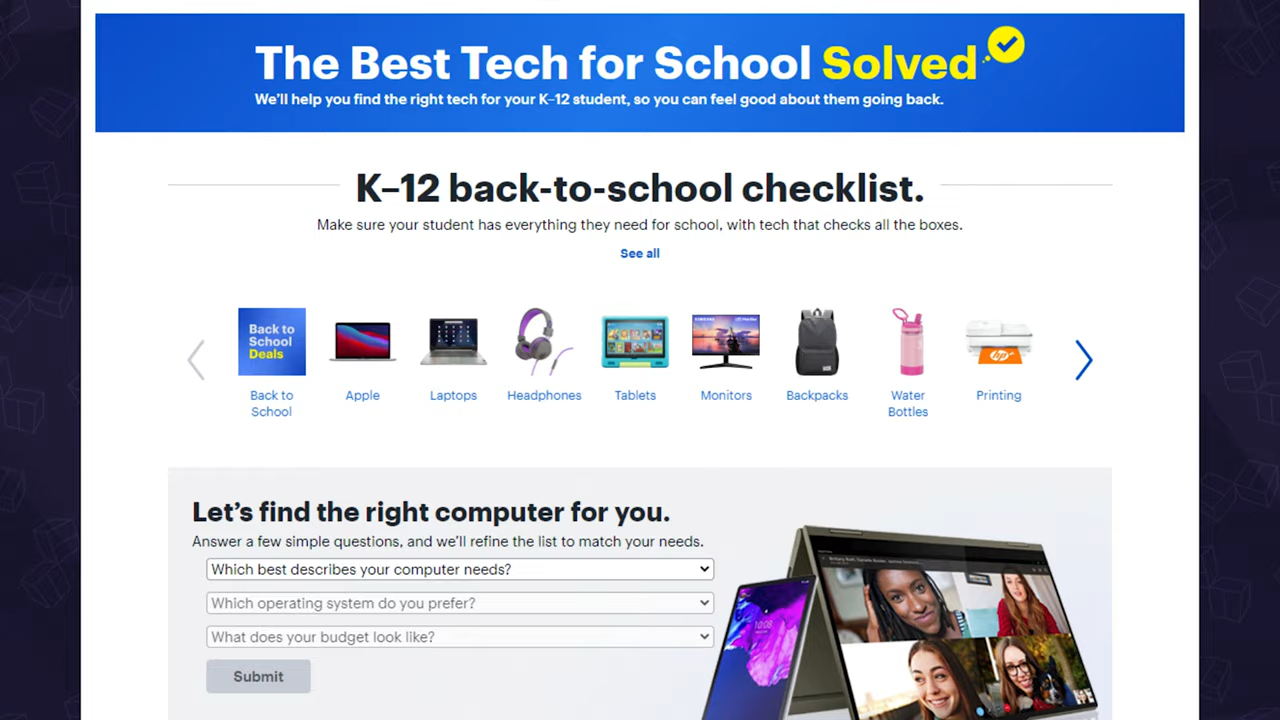 The Best Tech for School Solved
We'll help you find the right tech for your K–12 student, so you can feel good about them going back.
K–12 back-to-school checklist.
Make sure your student has everything they need for school, with tech that checks all the boxes.
See all
Back to
School
Deals
SAMSUNG
hp
Back to
School
Apple
Laptops
Headphones
Tablets
Monitors
Backpacks
Water
Bottles
Printing
Let's find the right computer for you.
Answer a few simple questions, and we'll refine the list to match your needs.
Which best describes your computer needs?
Which operating system do you prefer?
What does your budget look like?
Submit
10:08